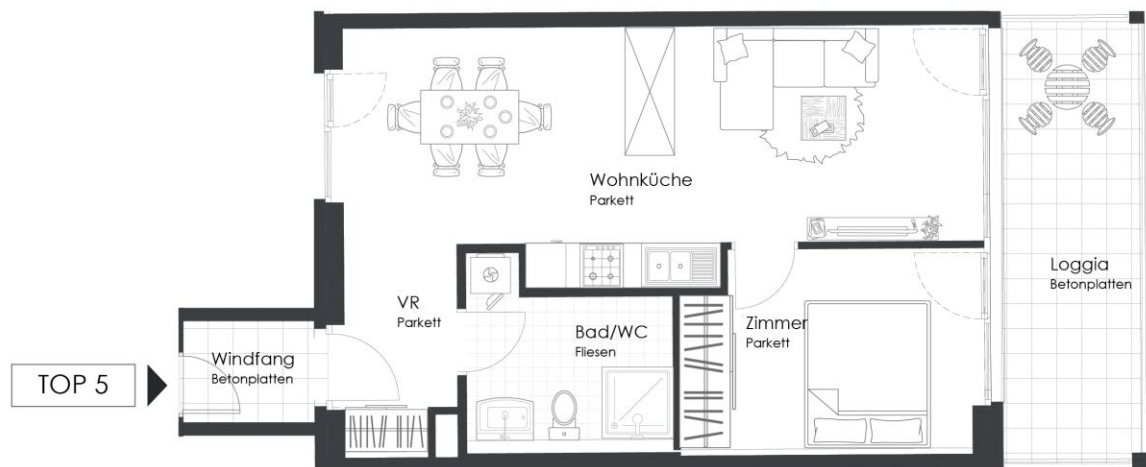 Wohnküche
Parkett
Loggia
Betonplatten
VR
Parkett
Bad/WC
Fliesen
Zimmer
Parkett
Windfang
Betonplatten
TOP 5